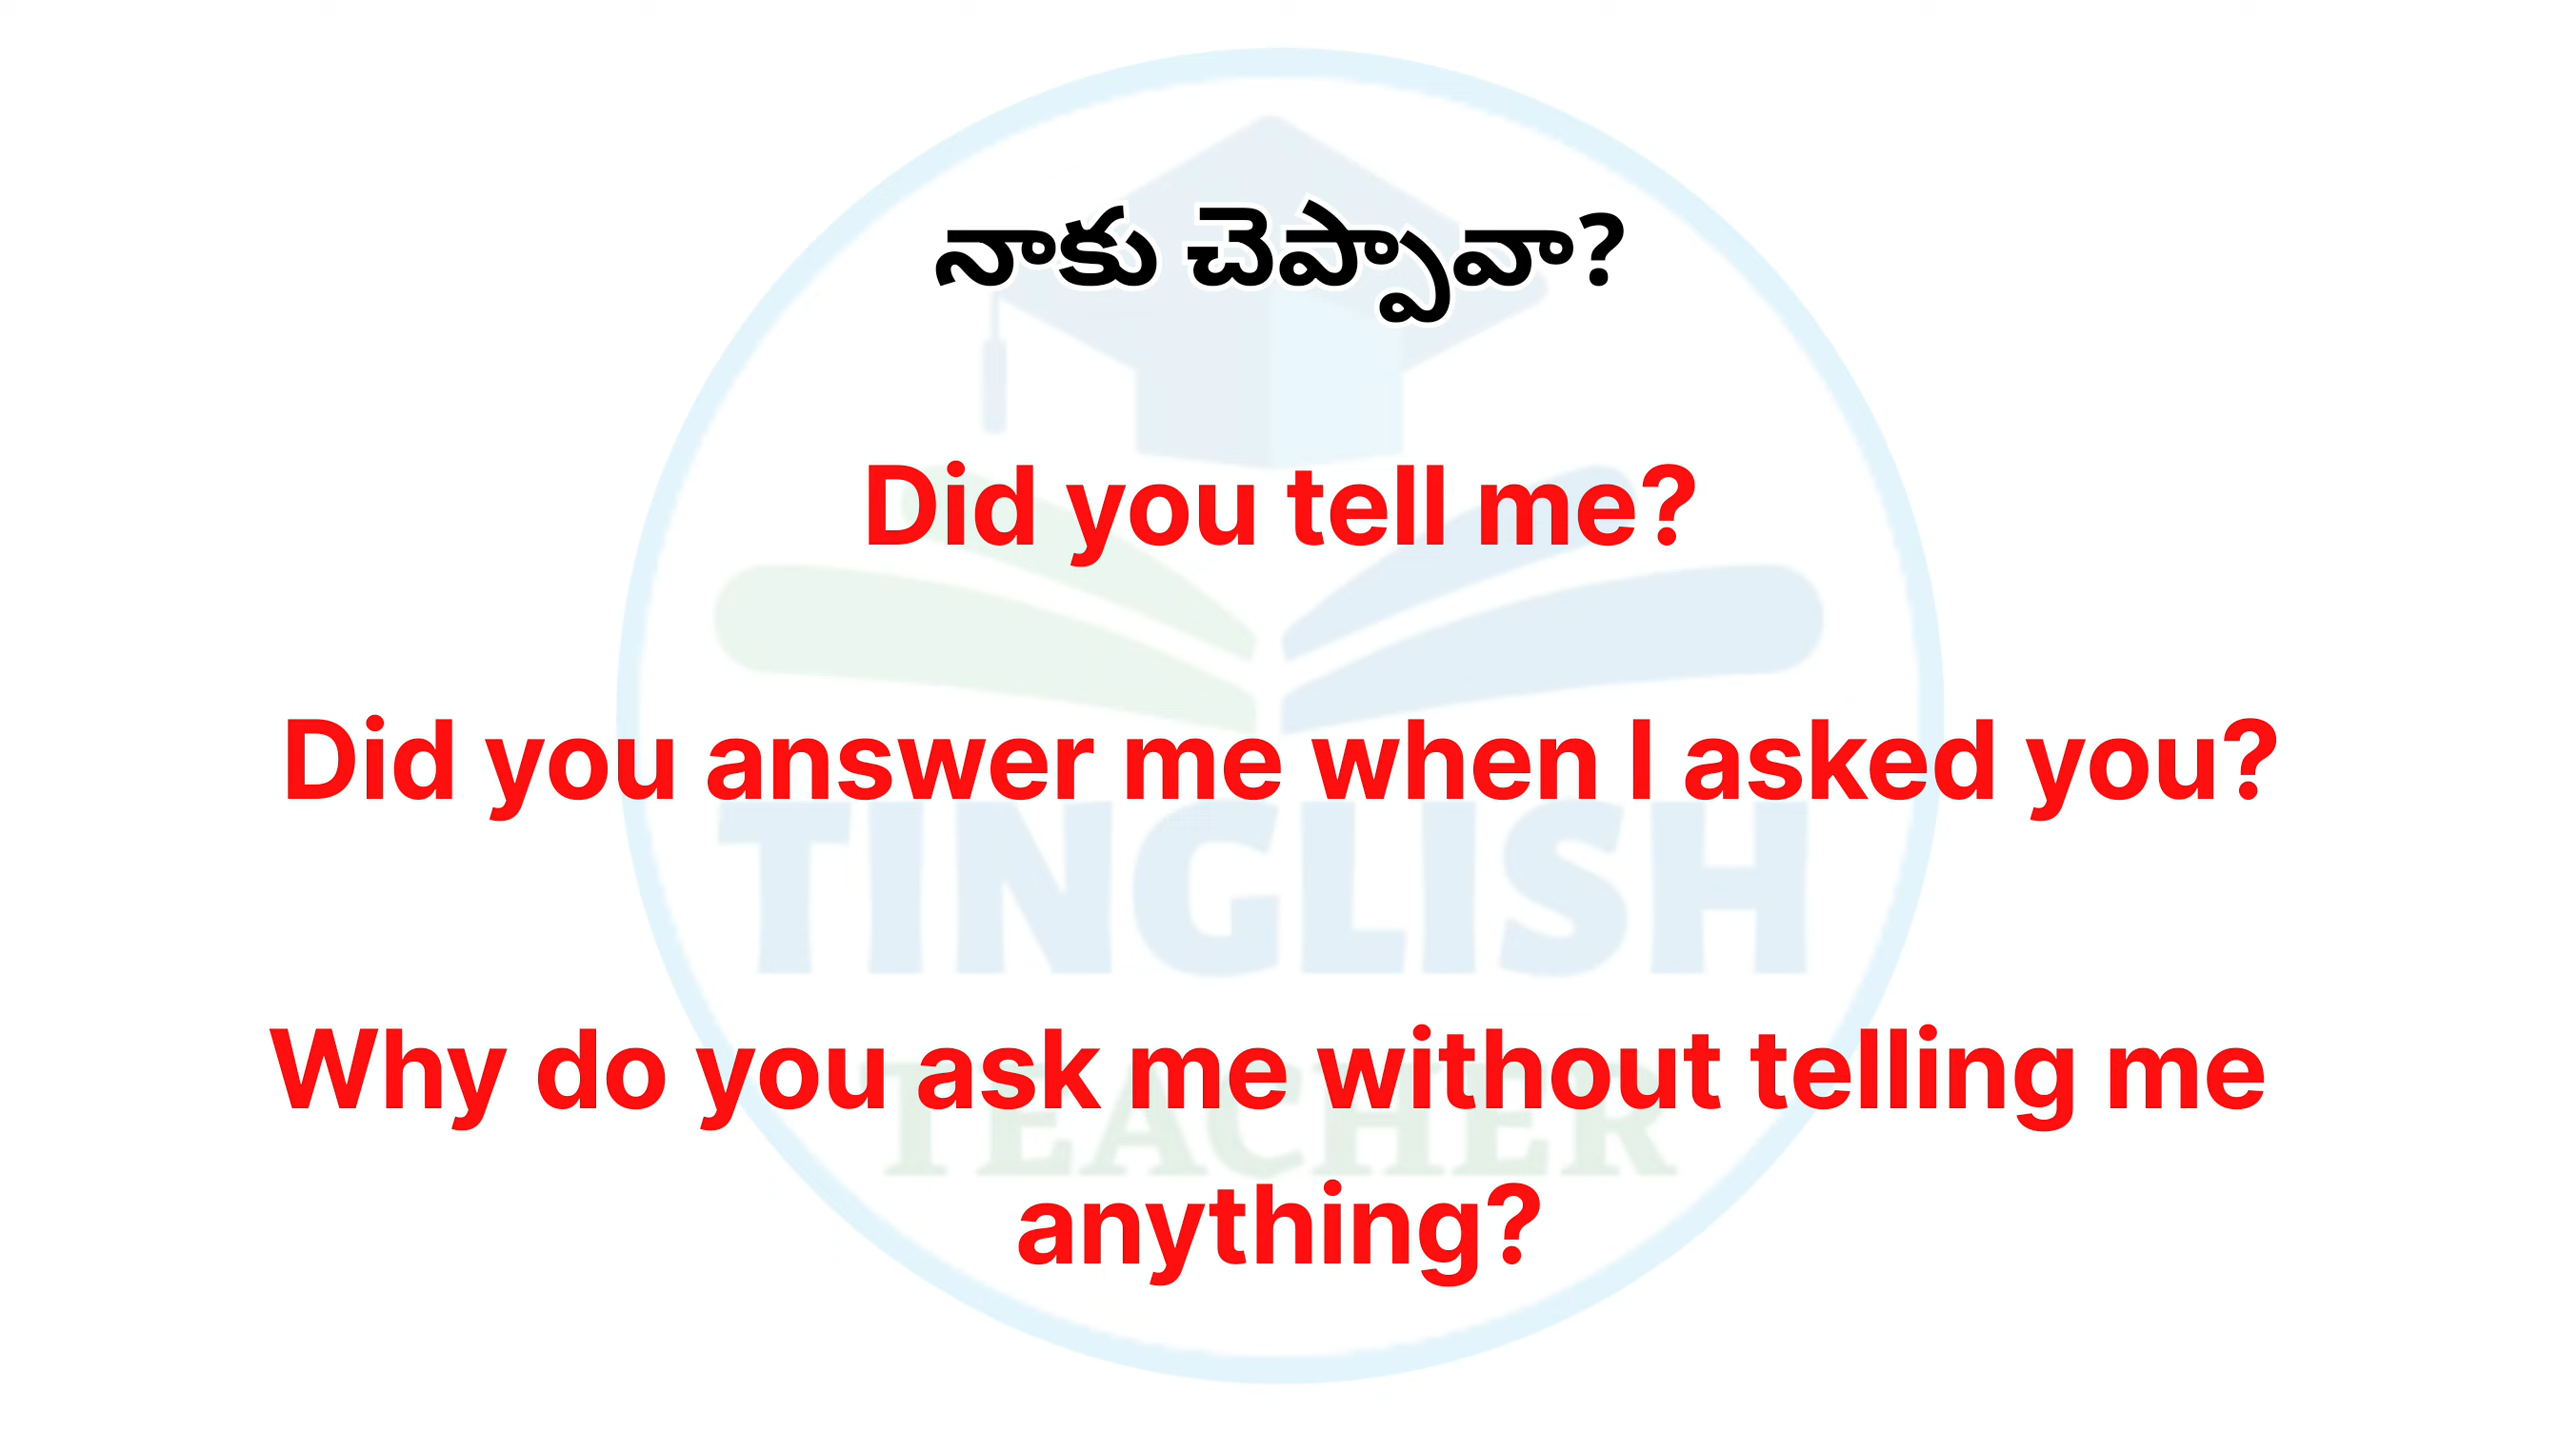 నాకు చెప్పావా?
Did you tell me?
Did you answer me when I asked you?
TINGLISH
Why do you ask me without telling me
TEACHER
anything?